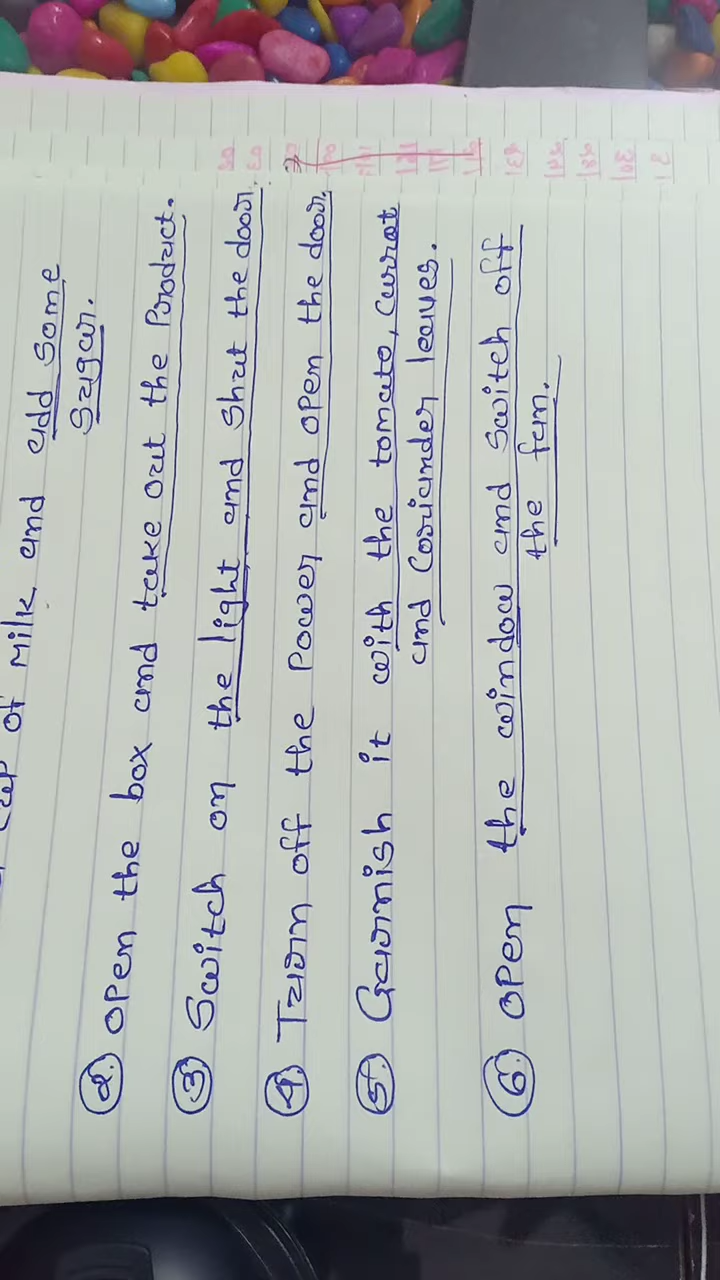 of Milk and add some
sugar.
2. Open the box and take out the Product.
3. Switch on the light and shut the door.
4. Turn off the Power and open the door.
5. Garnish it with the tomato, currat
and Coriander leaves.
6. Open the window and switch off
the fan.